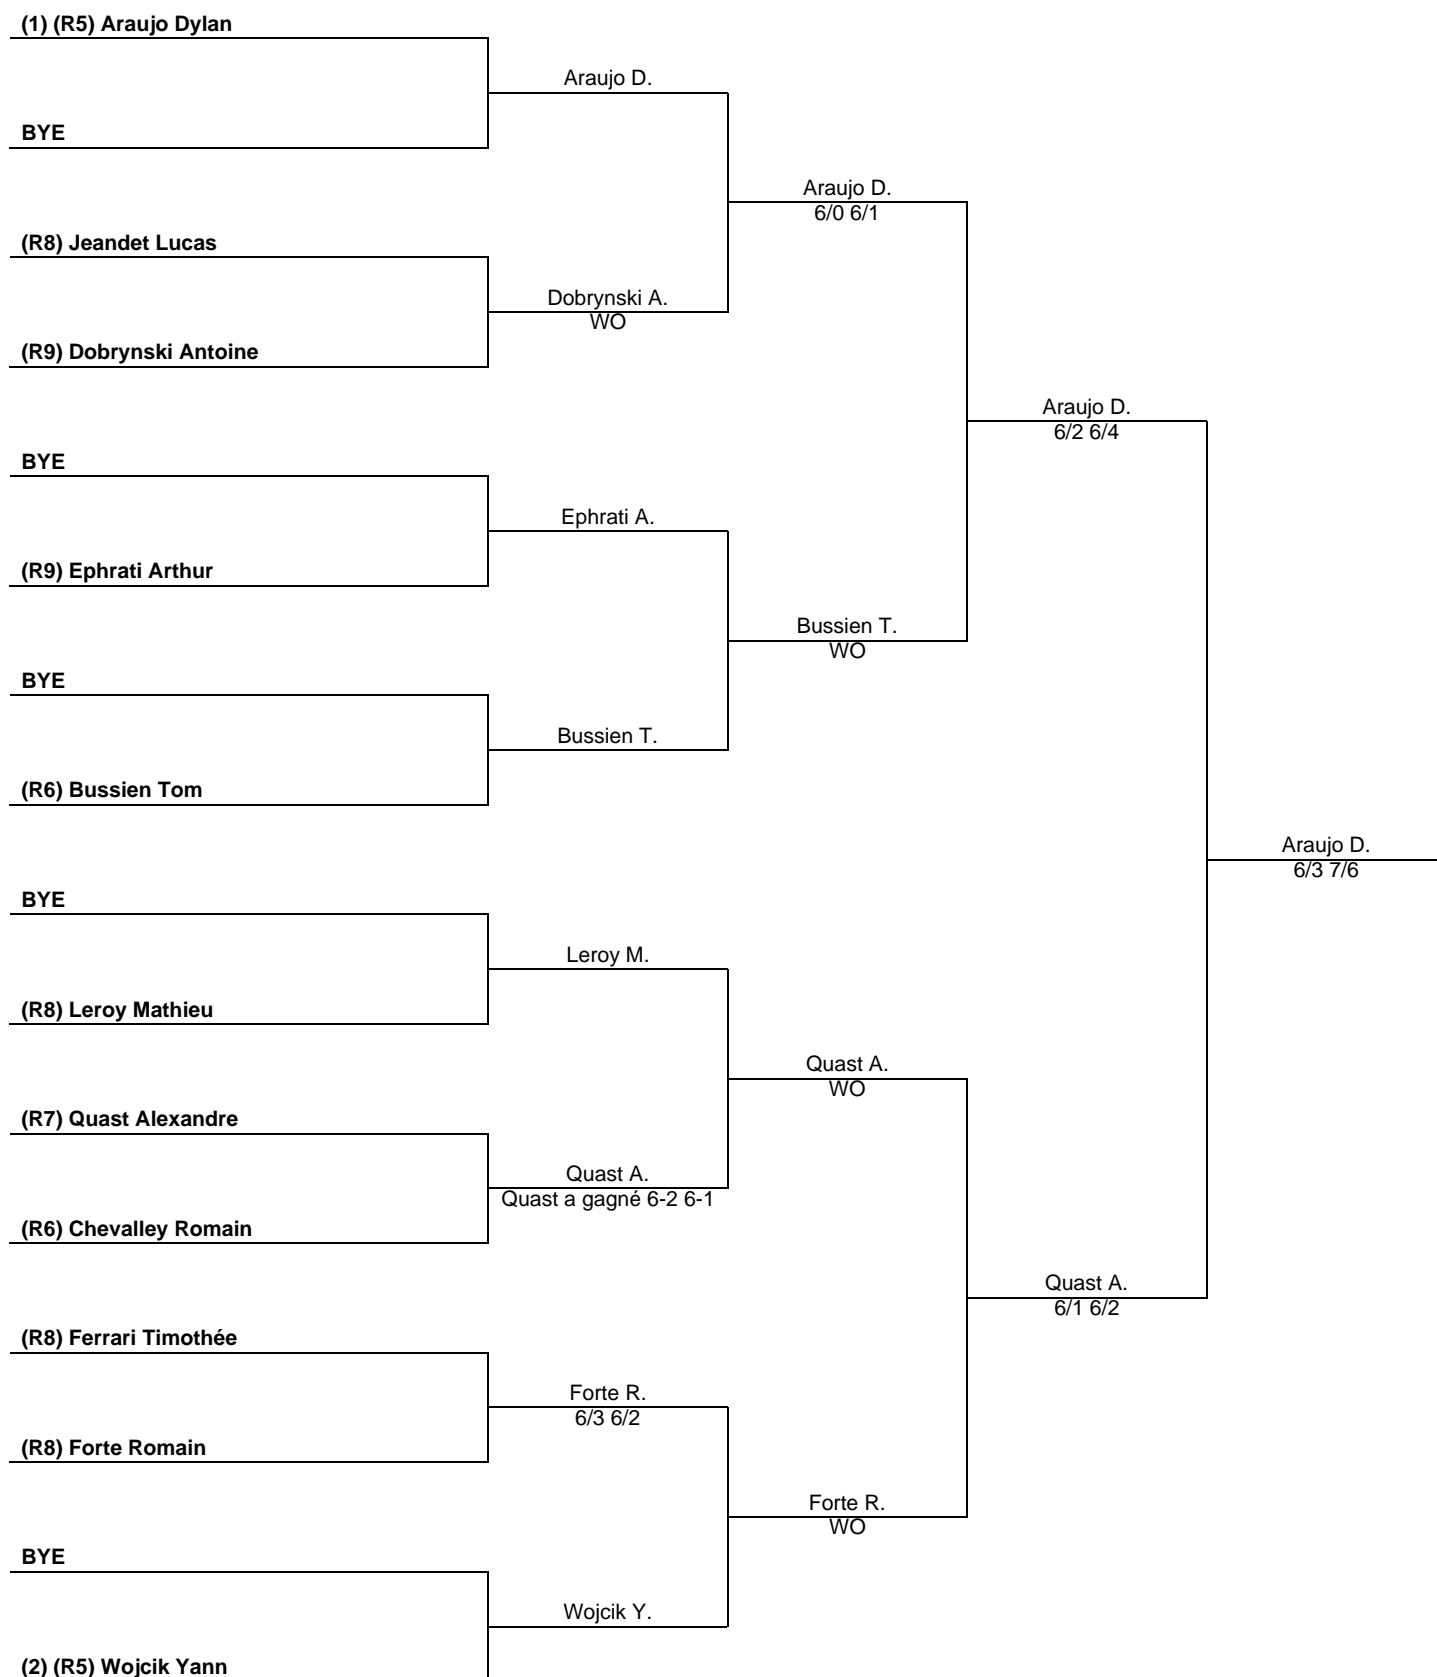 (1) (R5) Araujo Dylan
Araujo D.
BYE
Araujo D.
6/0 6/1
(R8) Jeandet Lucas
Dobrynski A.
WO
(R9) Dobrynski Antoine
Araujo D.
6/2 6/4
BYE
Ephrati A.
(R9) Ephrati Arthur
Bussien T.
WO
BYE
Bussien T.
(R6) Bussien Tom
Araujo D.
6/3 7/6
BYE
Leroy M.
(R8) Leroy Mathieu
Quast A.
WO
(R7) Quast Alexandre
Quast A.
Quast a gagné 6-2 6-1
(R6) Chevalley Romain
Quast A.
6/1 6/2
(R8) Ferrari Timothée
Forte R.
6/3 6/2
(R8) Forte Romain
Forte R.
WO
BYE
Wojcik Y.
(2) (R5) Wojcik Yann